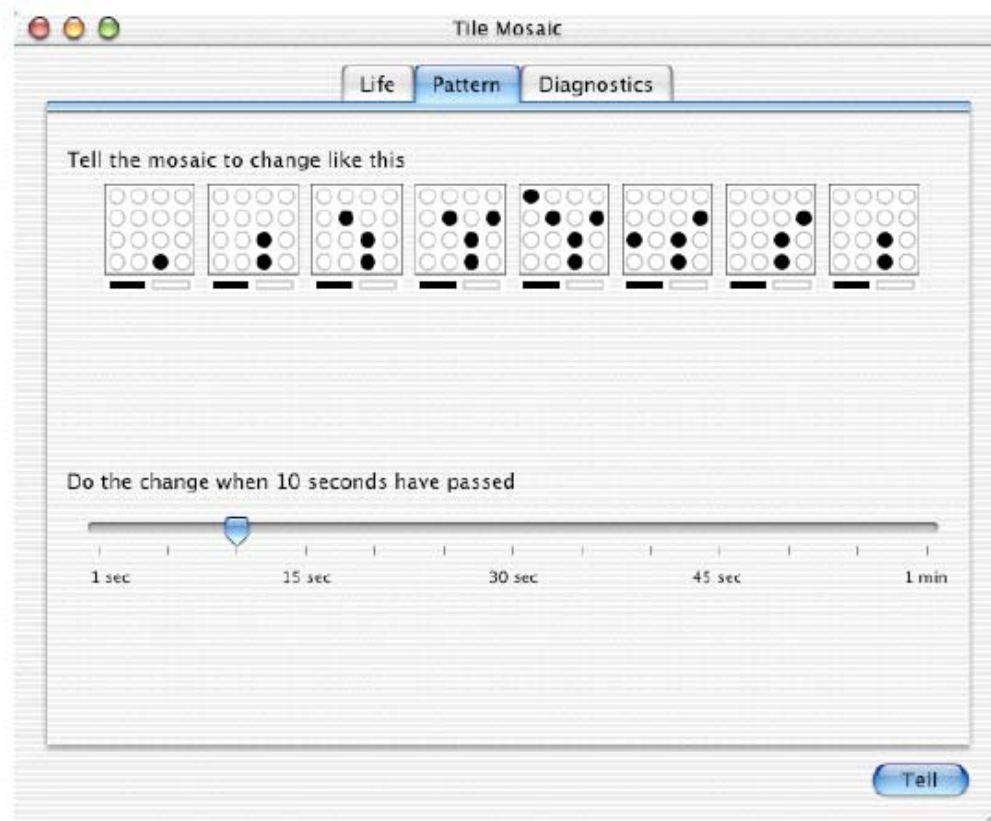 Tile Mosaic
Life Pattern Diagnostics
Tell the mosaic to change like this
Do the change when 10 seconds have passed
1 sec 15 sec 30 sec 45 sec 1 min
Tell